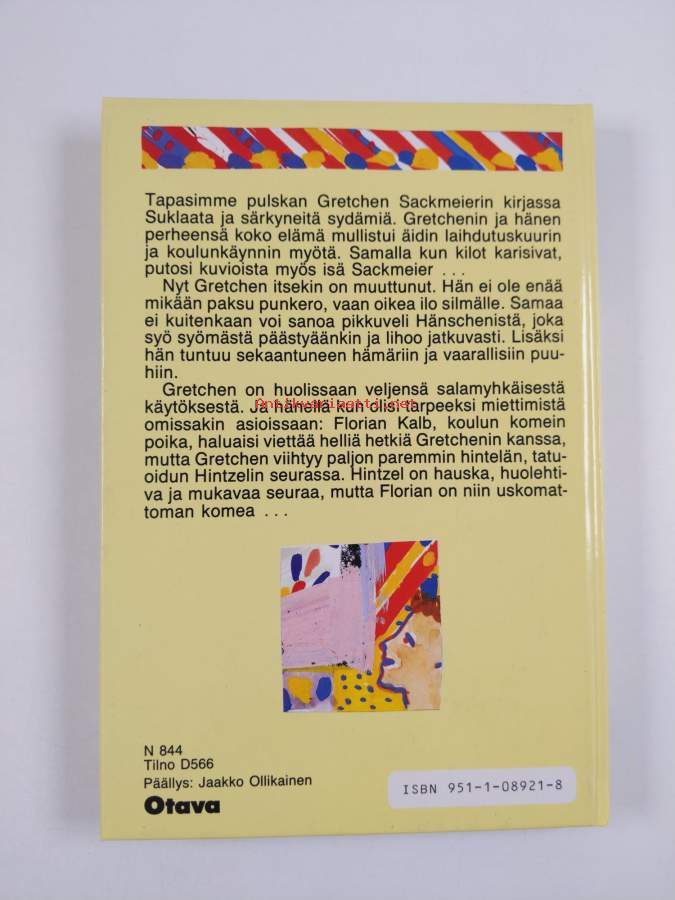 Tapasimme pulskan Gretchen Sackmeierin kirjassa
Suklaata ja särkyneitä sydämiä. Gretchenin ja hänen
perheensä koko elämä mullistui äidin laihdutuskuurin
ja koulunkäynnin myötä. Samalla kun kilot karisivat,
putosi kuvioista myös isä Sackmeier . . .
Nyt Gretchen itsekin on muuttunut. Hän ei ole enää
mikään paksu punkero, vaan oikea ilo silmälle. Samaa
ei kuitenkaan voi sanoa pikkuveli Hänschenistä, joka
syö syömästä päästyäänkin ja lihoo jatkuvasti. Lisäksi
hän tuntuu sekaantuneen hämäriin ja vaarallisiin puu-
hiin.
Gretchen on huolissaan veljensä salamyhkäisestä
käytöksestä. Ja hänellä kun olisi tarpeeksi miettimistä
Antikvariaatti.net
omissakin asioissaan: Florian Kalb, koulun komein
poika, haluaisi viettää helliä hetkiä Gretchenin kanssa,
mutta Gretchen viihtyy paljon paremmin hintelän, tatu-
oidun Hintzelin seurassa. Hintzel on hauska, huolehti-
va ja mukavaa seuraa, mutta Florian on niin uskomat-
toman komea . . .
N 844
Tilno D566
Päällys: Jaakko Ollikainen
Otava
ISBN 951-1-08921-8